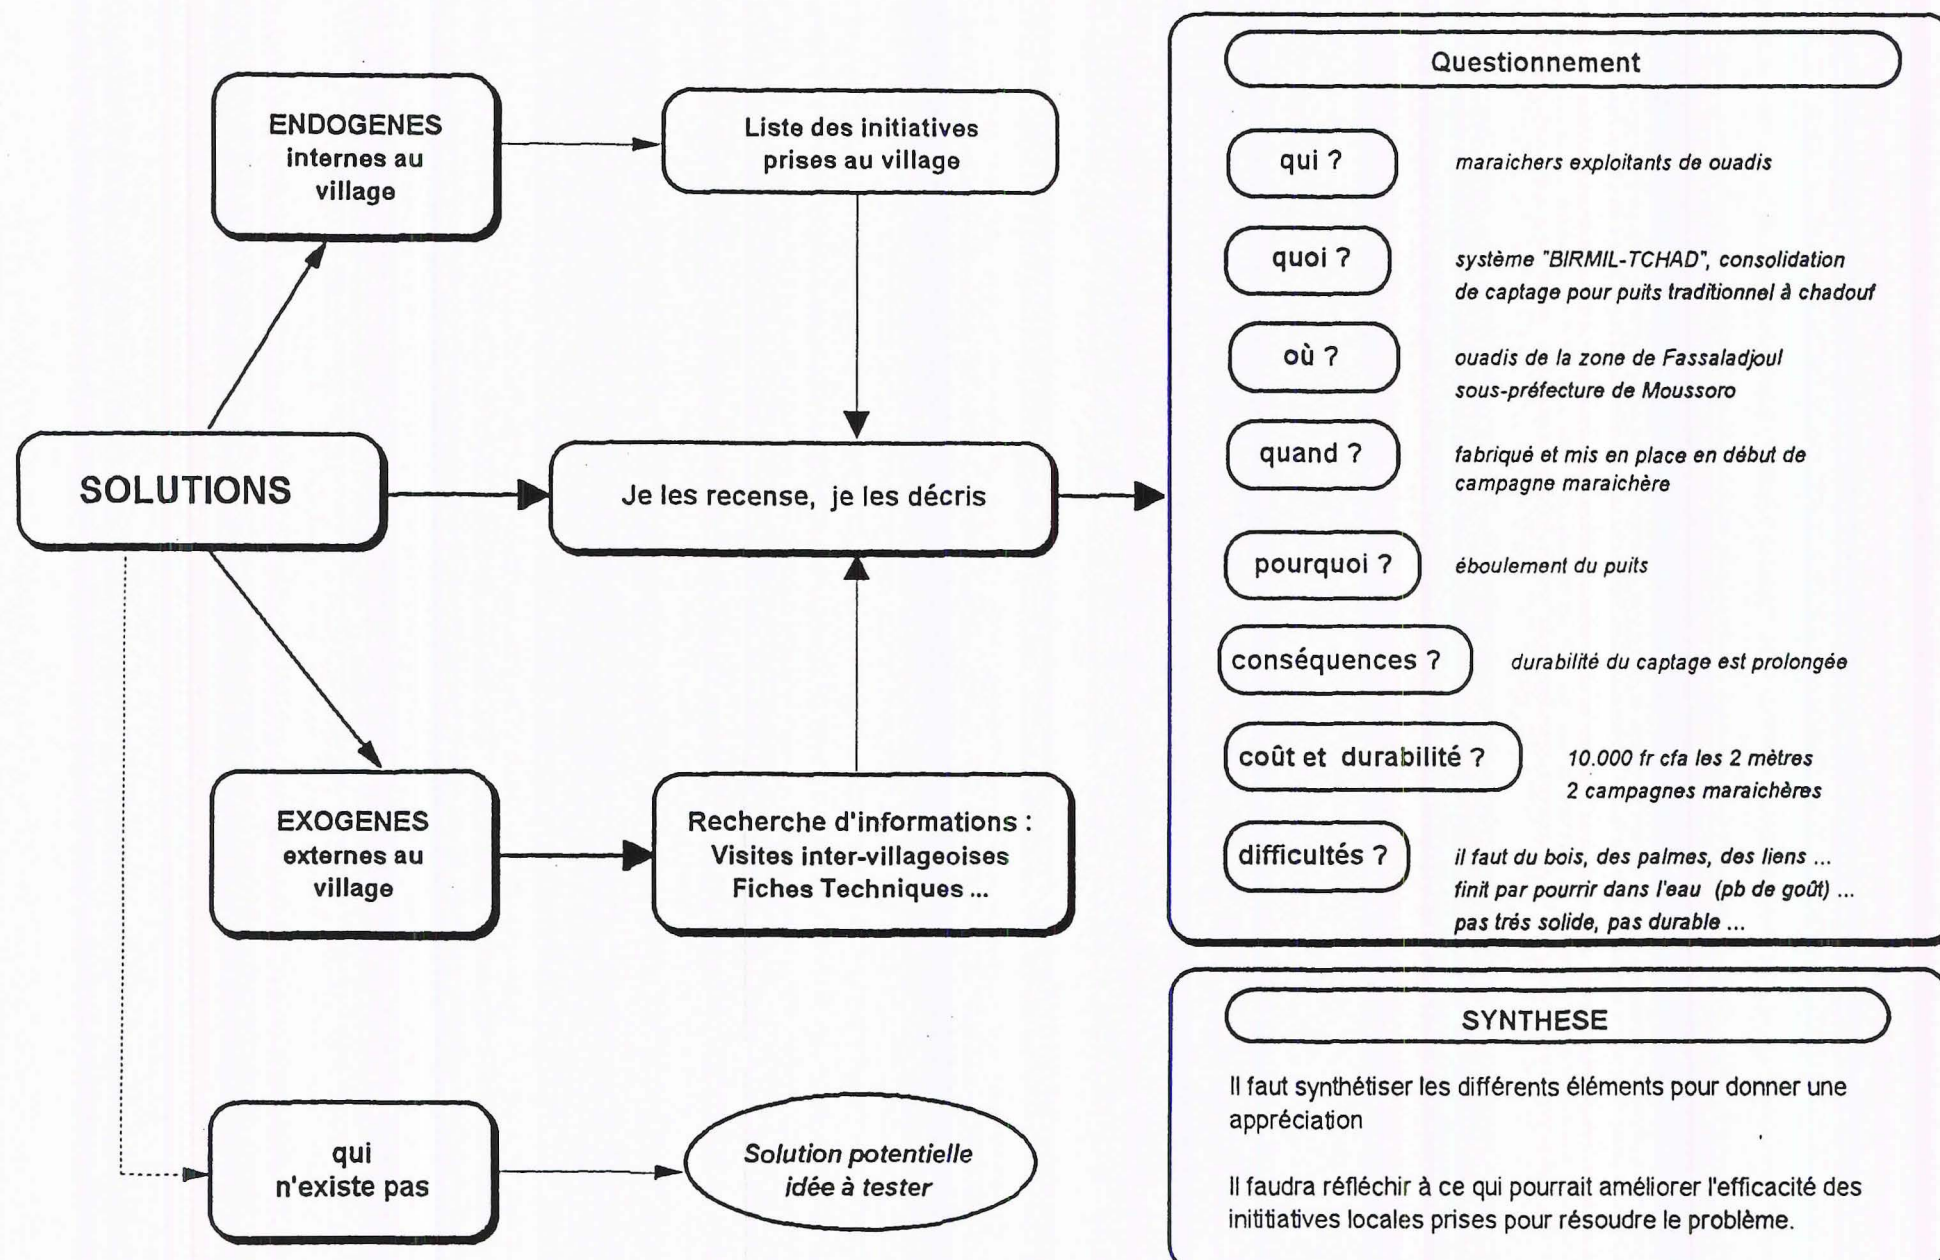 ENDOGENES
internes au
village
Liste des initiatives
prises au village
SOLUTIONS
Je les recense, je les décris
EXOGENES
externes au
village
Recherche d'informations :
Visites inter-villageoises
Fiches Techniques ...
qui
n'existe pas
Solution potentielle
idée à tester
Questionnement
qui ?
maraichers exploitants de ouadis
quoi ?
système "BIRMIL-TCHAD", consolidation
de captage pour puits traditionnel à chadouf
où ?
ouadis de la zone de Fassaladjoul
sous-préfecture de Moussoro
quand ?
fabriqué et mis en place en début de
campagne maraichère
pourquoi ?
éboulement du puits
conséquences ?
durabilité du captage est prolongée
coût et durabilité ?
10.000 fr cfa les 2 mètres
2 campagnes maraichères
difficultés ?
il faut du bois, des palmes, des liens ...
finit par pourrir dans l'eau (pb de goût) ...
pas trés solide, pas durable ...
SYNTHESE
Il faut synthétiser les différents éléments pour donner une
appréciation
Il faudra réfléchir à ce qui pourrait améliorer l'efficacité des
inititiatives locales prises pour résoudre le problème.